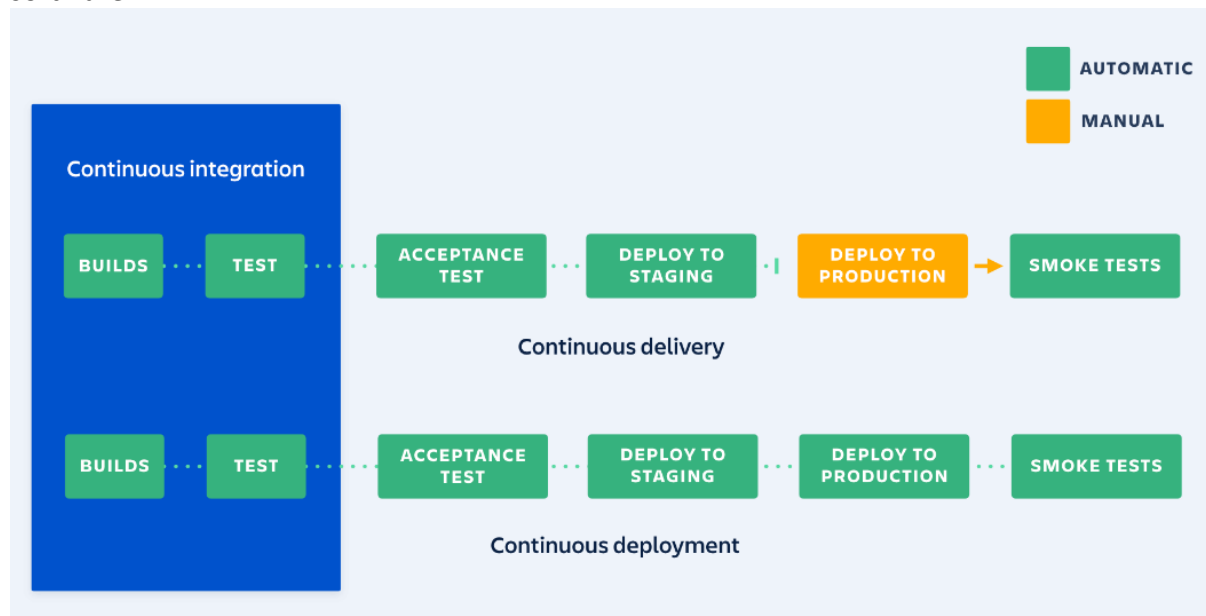 AUTOMATIC
MANUAL
Continuous integration
BUILDS
TEST
ACCEPTANCE
TEST
DEPLOY TO
STAGING
DEPLOY TO
PRODUCTION
SMOKE TESTS
Continuous delivery
BUILDS
TEST
ACCEPTANCE
TEST
DEPLOY TO
STAGING
DEPLOY TO
PRODUCTION
SMOKE TESTS
Continuous deployment